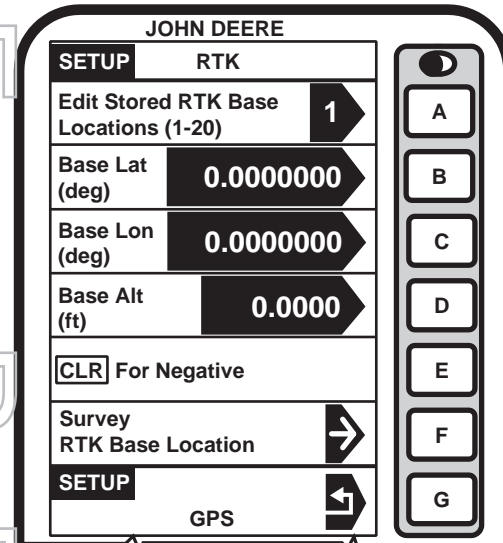 JOHN DEERE
SETUP RTK
Edit Stored RTK Base
Locations (1-20)
1
A
Base Lat
(deg)
0.0000000
B
Base Lon
(deg)
0.0000000
C
Base Alt
(ft)
0.0000
D
CLR For Negative
E
Survey
RTK Base Location
F
SETUP
GPS
G